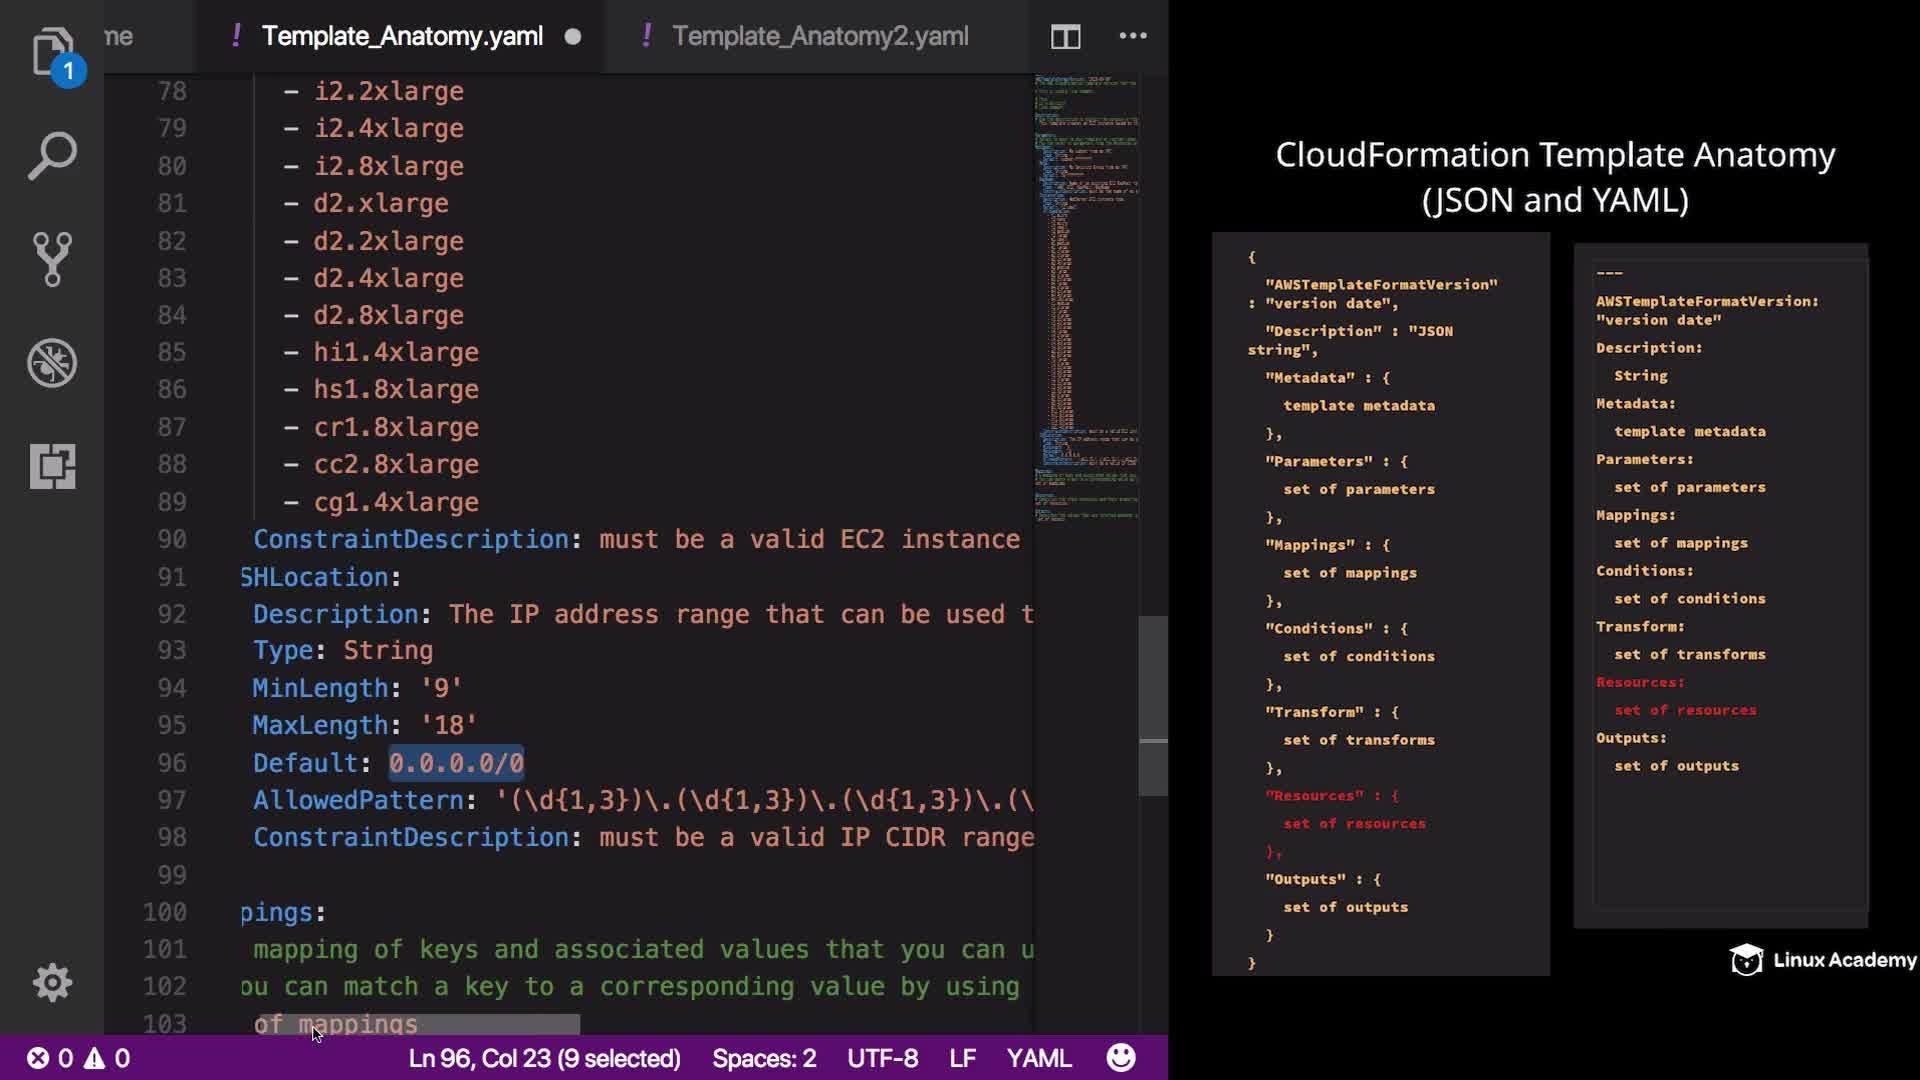 me
! Template_Anatomy.yaml
! Template_Anatomy2.yaml
1
78 - i2.2xlarge
79 - i2.4xlarge
80 - i2.8xlarge
81 - d2.xlarge
82 - d2.2xlarge
83 - d2.4xlarge
84 - d2.8xlarge
85 - hi1.4xlarge
86 - hs1.8xlarge
87 - cr1.8xlarge
88 - cc2.8xlarge
89 - cg1.4xlarge
90 ConstraintDescription: must be a valid EC2 instance
91 SHLocation:
92 Description: The IP address range that can be used t
93 Type: String
94 MinLength: '9'
95 MaxLength: '18'
96 Default: 0.0.0.0/0
97 AllowedPattern: '(\d{1,3})\.(\d{1,3})\.(\d{1,3})\.(\
98 ConstraintDescription: must be a valid IP CIDR range
99
100 pings:
101 mapping of keys and associated values that you can u
102 ou can match a key to a corresponding value by using
103 of mappings
0 0
Ln 96, Col 23 (9 selected)
Spaces: 2
UTF-8
LF
YAML
CloudFormation Template Anatomy
(JSON and YAML)
{
"AWSTemplateFormatVersion"
: "version date",
"Description" : "JSON
string",
"Metadata" : {
template metadata
},
"Parameters" : {
set of parameters
},
"Mappings" : {
set of mappings
},
"Conditions" : {
set of conditions
},
"Transform" : {
set of transforms
},
"Resources" : {
set of resources
},
"Outputs" : {
set of outputs
}
}
---
AWSTemplateFormatVersion:
"version date"
Description:
String
Metadata:
template metadata
Parameters:
set of parameters
Mappings:
set of mappings
Conditions:
set of conditions
Transform:
set of transforms
Resources:
set of resources
Outputs:
set of outputs
Linux Academy